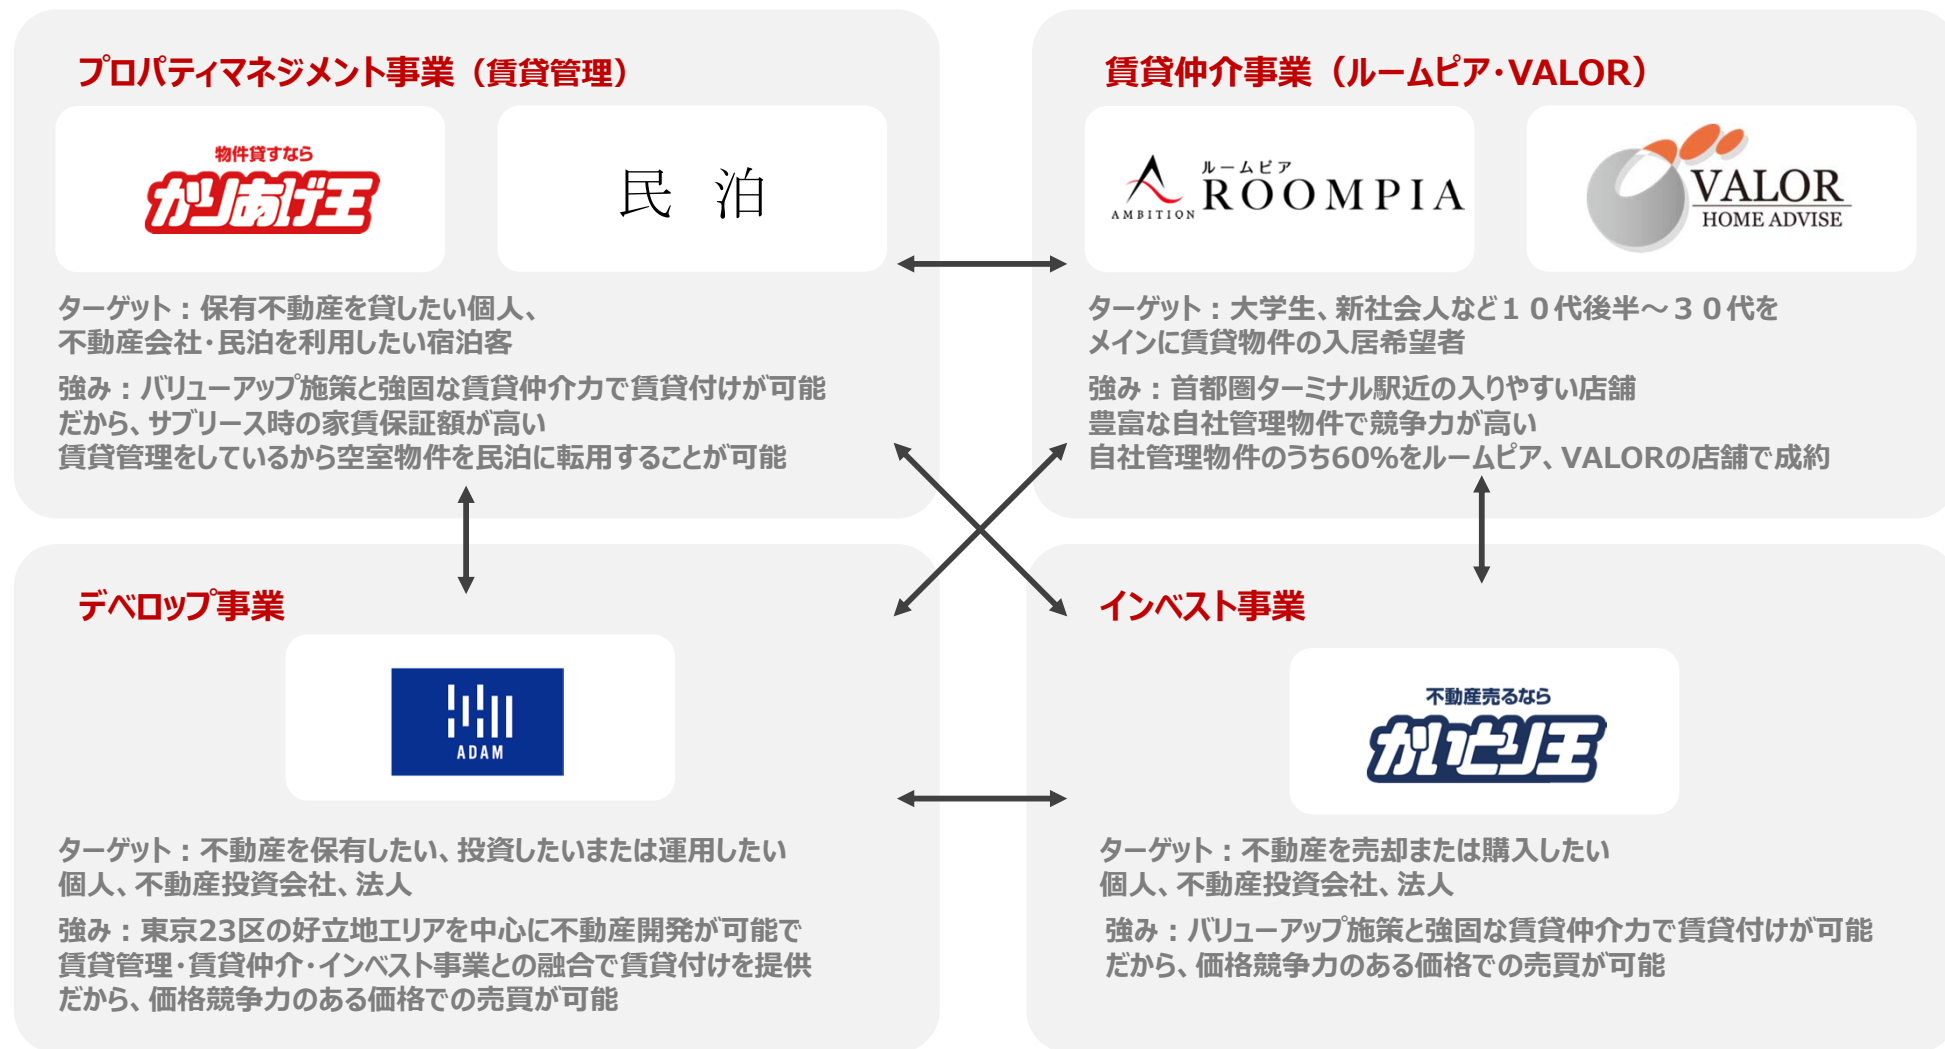 プロパティマネジメント事業（賃貸管理）
物件貸すなら
かりあげ王
民 泊
ターゲット：保有不動産を貸したい個人、
不動産会社･民泊を利用したい宿泊客
強み：バリューアップ施策と強固な賃貸仲介力で賃貸付けが可能
だから、サブリース時の家賃保証額が高い
賃貸管理をしているから空室物件を民泊に転用することが可能
賃貸仲介事業（ルームピア･VALOR）
ルームピア
AMBITION ROOMPIA
VALOR
HOME ADVISE
ターゲット：大学生、新社会人など１０代後半～３０代を
メインに賃貸物件の入居希望者
強み：首都圏ターミナル駅近の入りやすい店舗
豊富な自社管理物件で競争力が高い
自社管理物件のうち60%をルームピア、VALORの店舗で成約
デベロップ事業
ADAM
ターゲット：不動産を保有したい、投資したいまたは運用したい
個人、不動産投資会社、法人
強み：東京23区の好立地エリアを中心に不動産開発が可能で
賃貸管理･賃貸仲介･インベスト事業との融合で賃貸付けを提供
だから、価格競争力のある価格での売買が可能
インベスト事業
不動産売るなら
かいとり王
ターゲット：不動産を売却または購入したい
個人、不動産投資会社、法人
強み：バリューアップ施策と強固な賃貸仲介力で賃貸付けが可能
だから、価格競争力のある価格での売買が可能